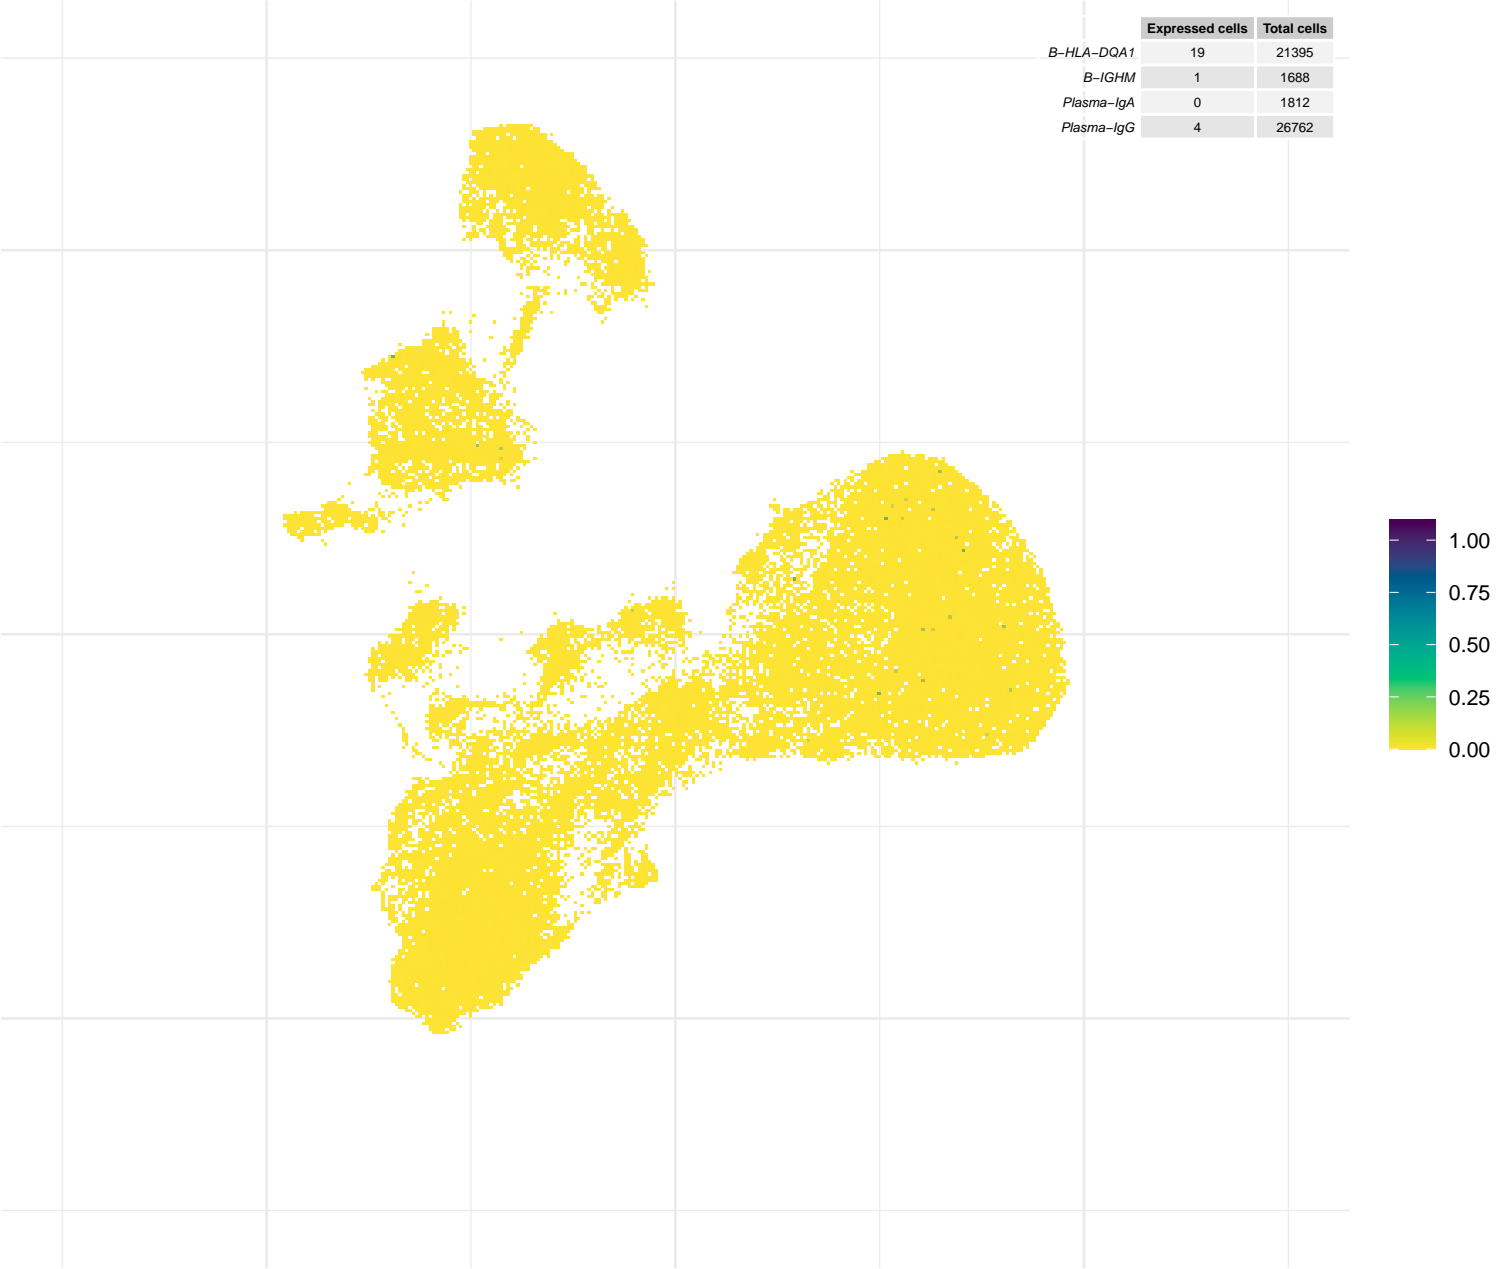 Expressed cells Total cells
B−HLA−DQA1 19 21395
B−IGHM 1 1688
Plasma−IgA 0 1812
Plasma−IgG 4 26762
1.00
0.75
0.50
0.25
0.00